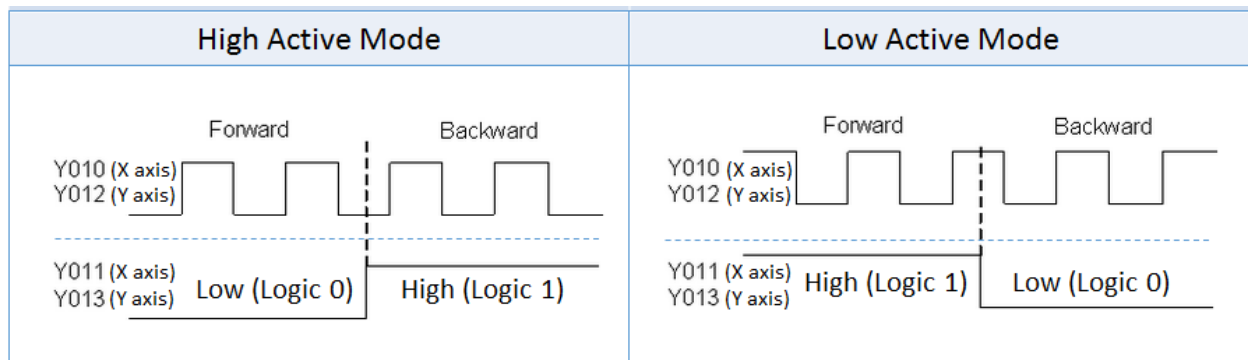 High Active Mode
Low Active Mode
Forward
Backward
Y010 (X axis)
Y012 (Y axis)
Y011 (X axis)
Y013 (Y axis)
Low (Logic 0)
High (Logic 1)
Forward
Backward
Y010 (X axis)
Y012 (Y axis)
Y011 (X axis)
Y013 (Y axis)
High (Logic 1)
Low (Logic 0)